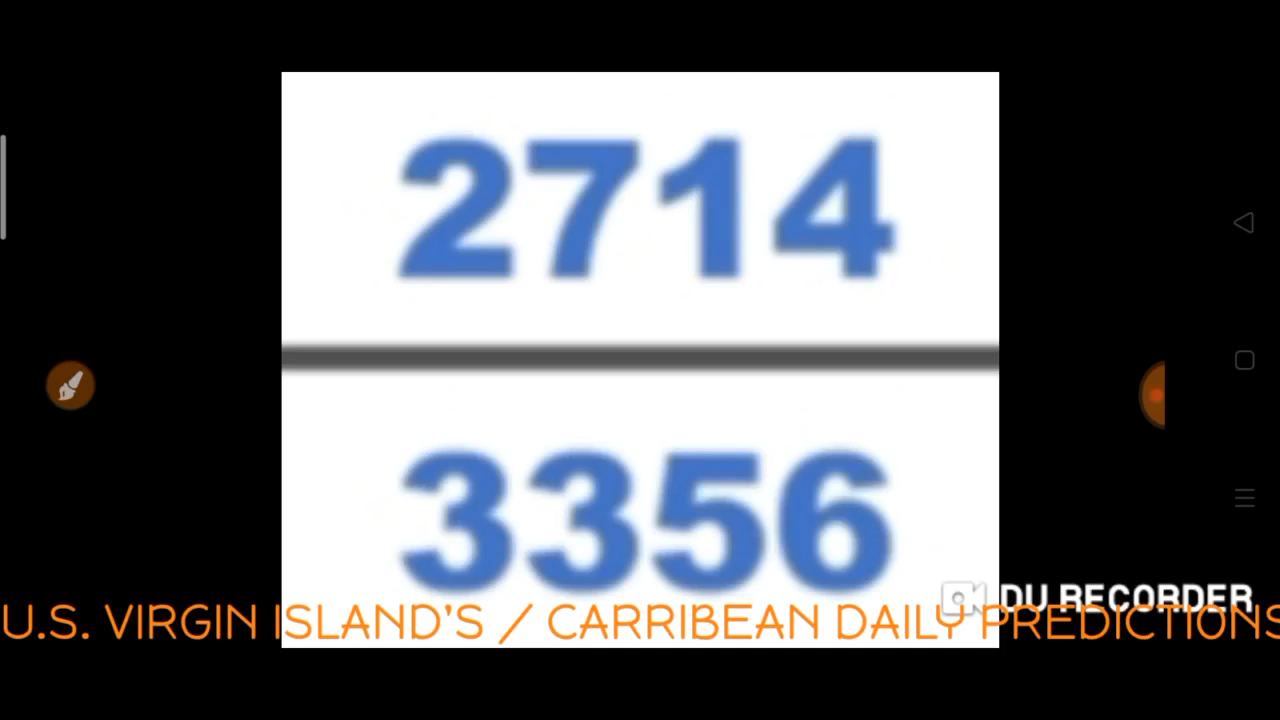 2714
3356
DU RECORDER
U.S. VIRGIN ISLAND'S / CARRIBEAN DAILY PREDICTIONS